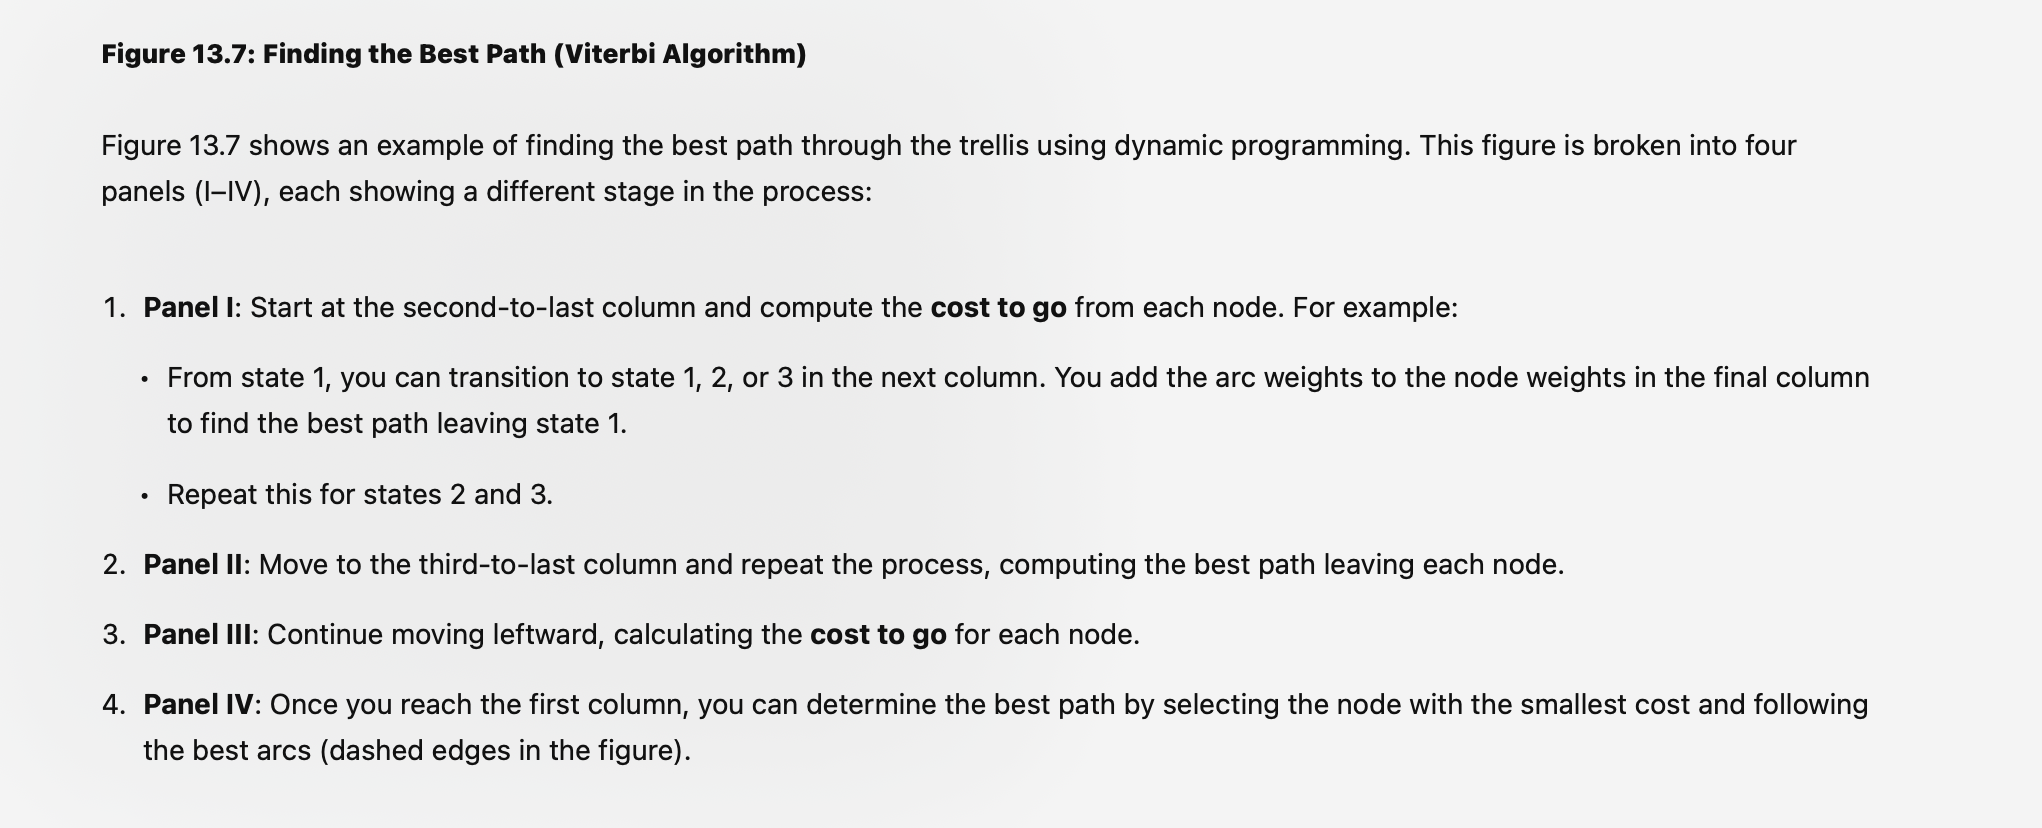 Figure 13.7: Finding the Best Path (Viterbi Algorithm)
Figure 13.7 shows an example of finding the best path through the trellis using dynamic programming. This figure is broken into four
panels (I–IV), each showing a different stage in the process:
1. Panel I: Start at the second-to-last column and compute the cost to go from each node. For example:
• From state 1, you can transition to state 1, 2, or 3 in the next column. You add the arc weights to the node weights in the final column
to find the best path leaving state 1.
• Repeat this for states 2 and 3.
2. Panel II: Move to the third-to-last column and repeat the process, computing the best path leaving each node.
3. Panel III: Continue moving leftward, calculating the cost to go for each node.
4. Panel IV: Once you reach the first column, you can determine the best path by selecting the node with the smallest cost and following
the best arcs (dashed edges in the figure).